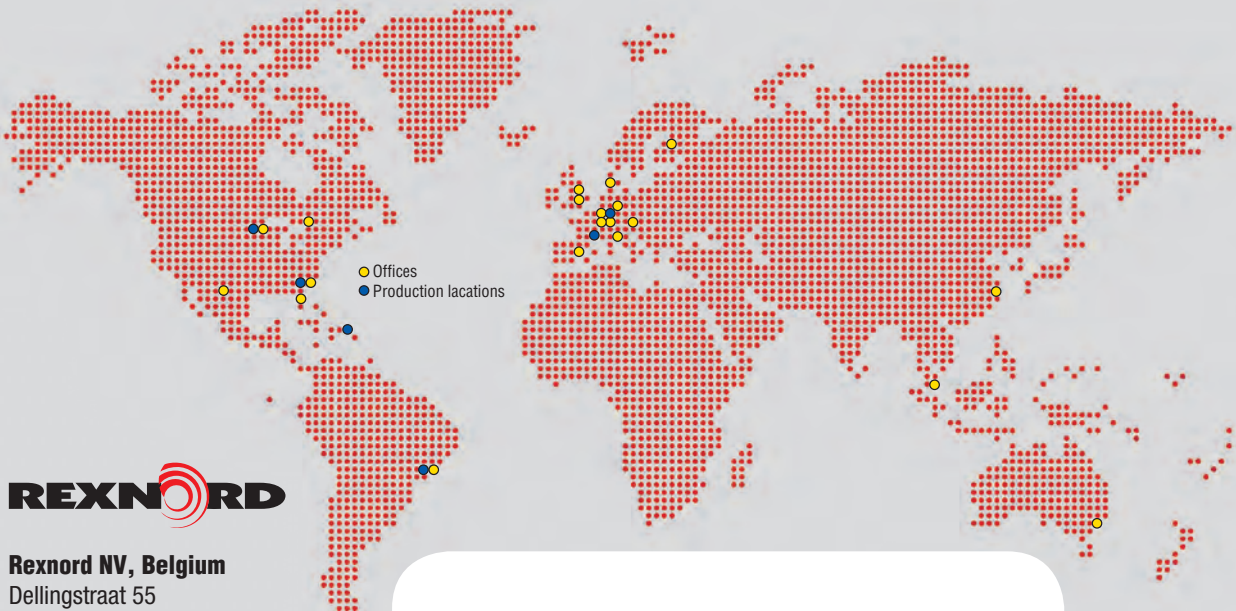 Offices
Production lacations
REXNORD
Rexnord NV, Belgium
Dellingstraat 55